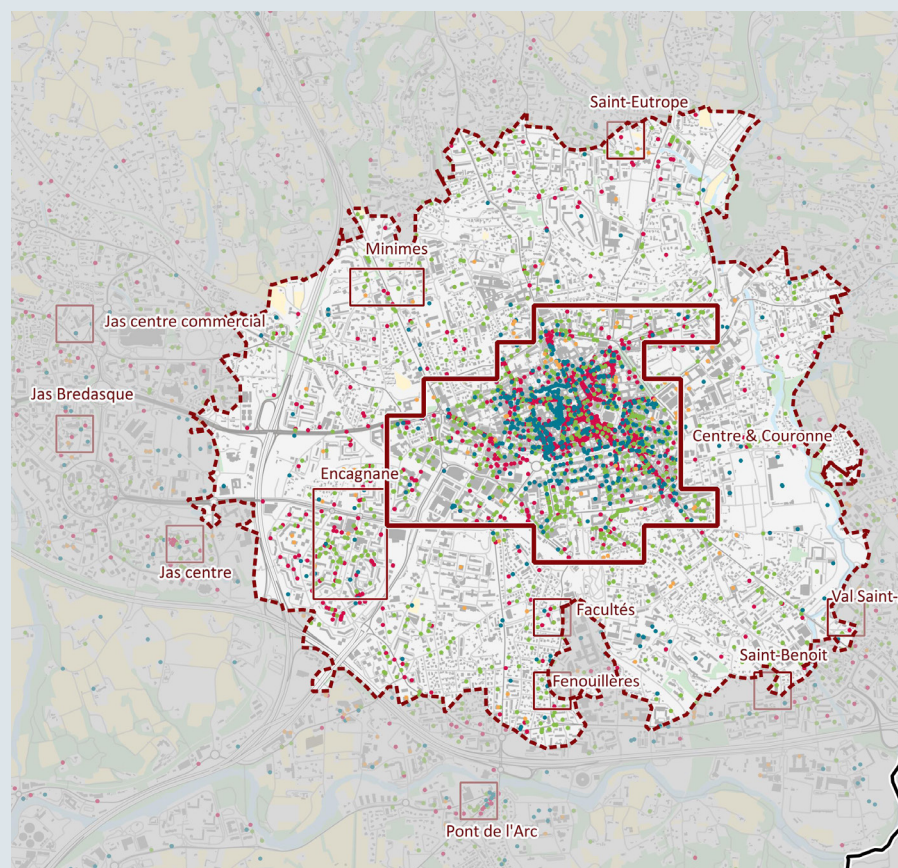 Saint-Eutrope
Minimes
Jas centre commercial
Jas Bredasque
Centre & Couronne
Encagnane
Jas centre
Facultés
Val Saint-
Saint-Benoit
Fenouillères
Pont de l'Arc